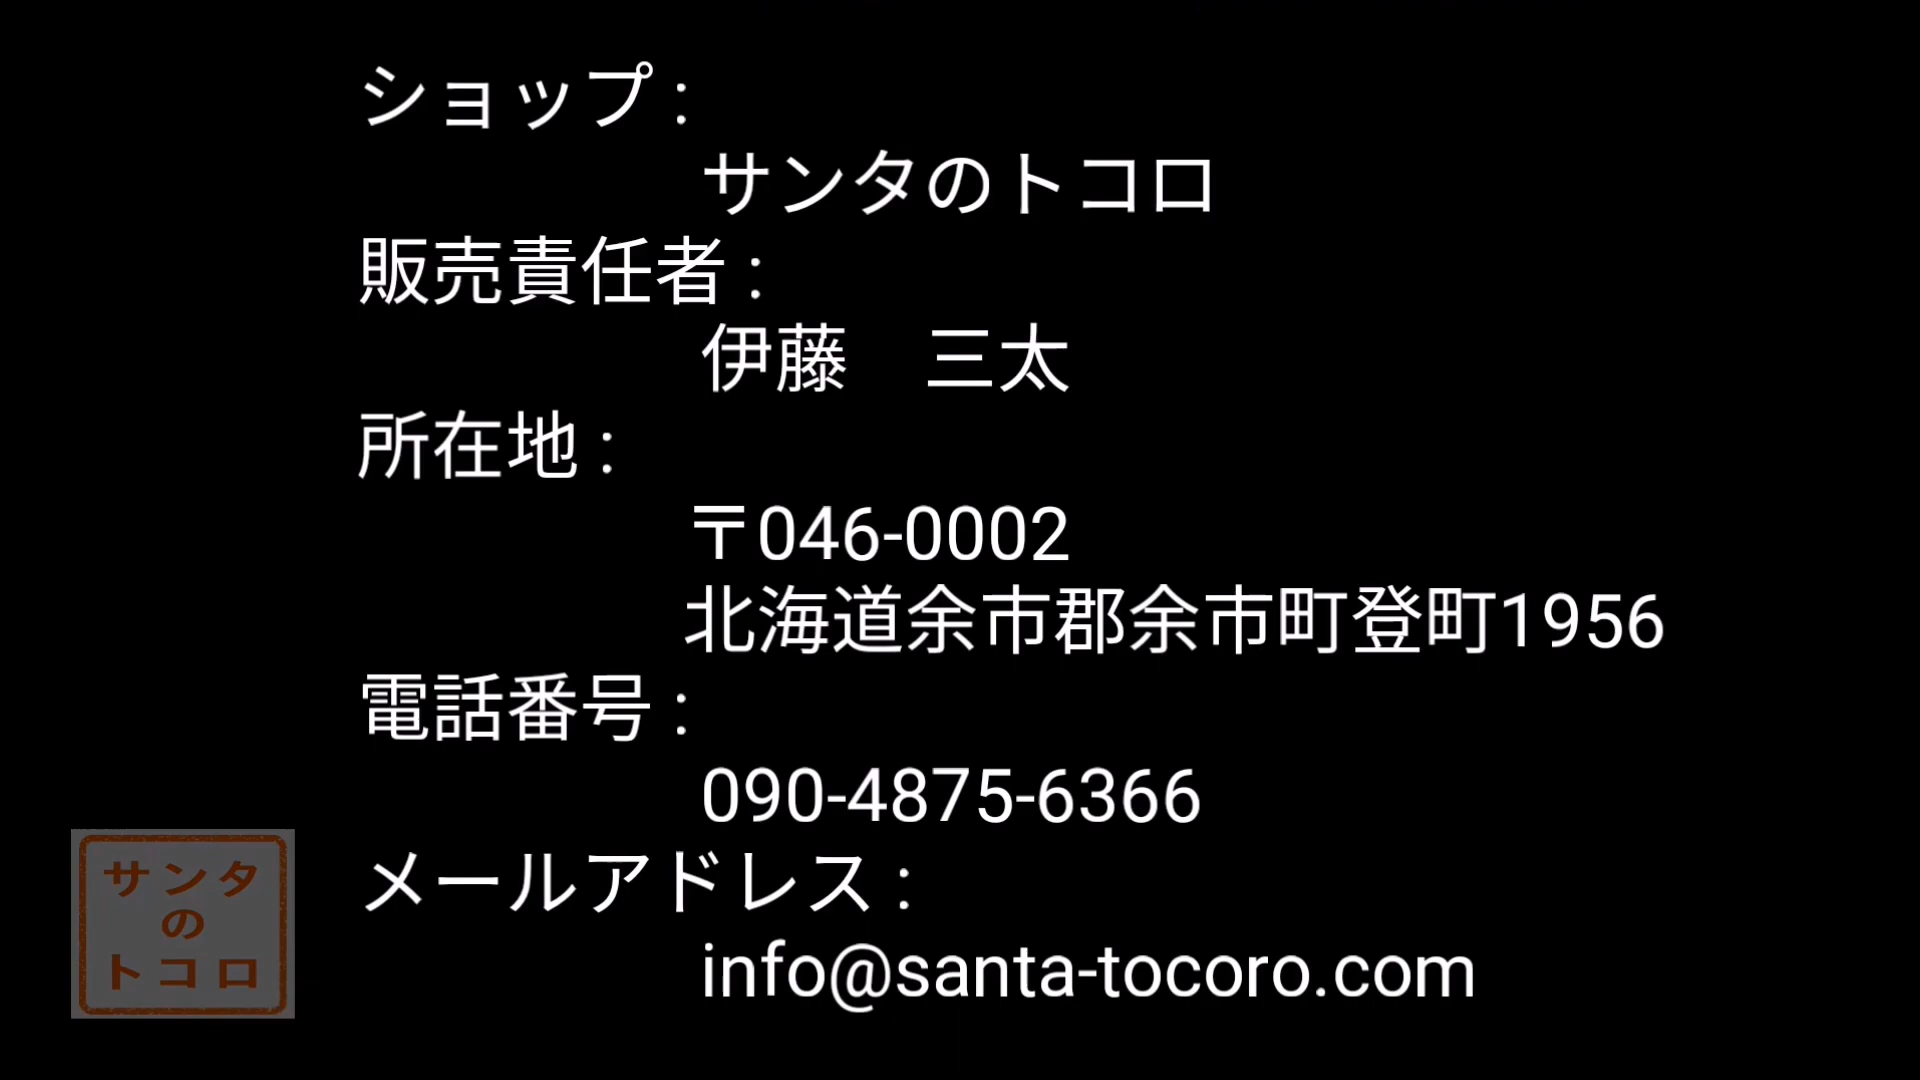 ショップ :
サンタのトコロ
販売責任者 :
伊藤　三太
所在地 :
〒046-0002
北海道余市郡余市町登町1956
電話番号 :
090-4875-6366
メールアドレス :
info@santa-tocoro.com
サンタ
の
トコロ